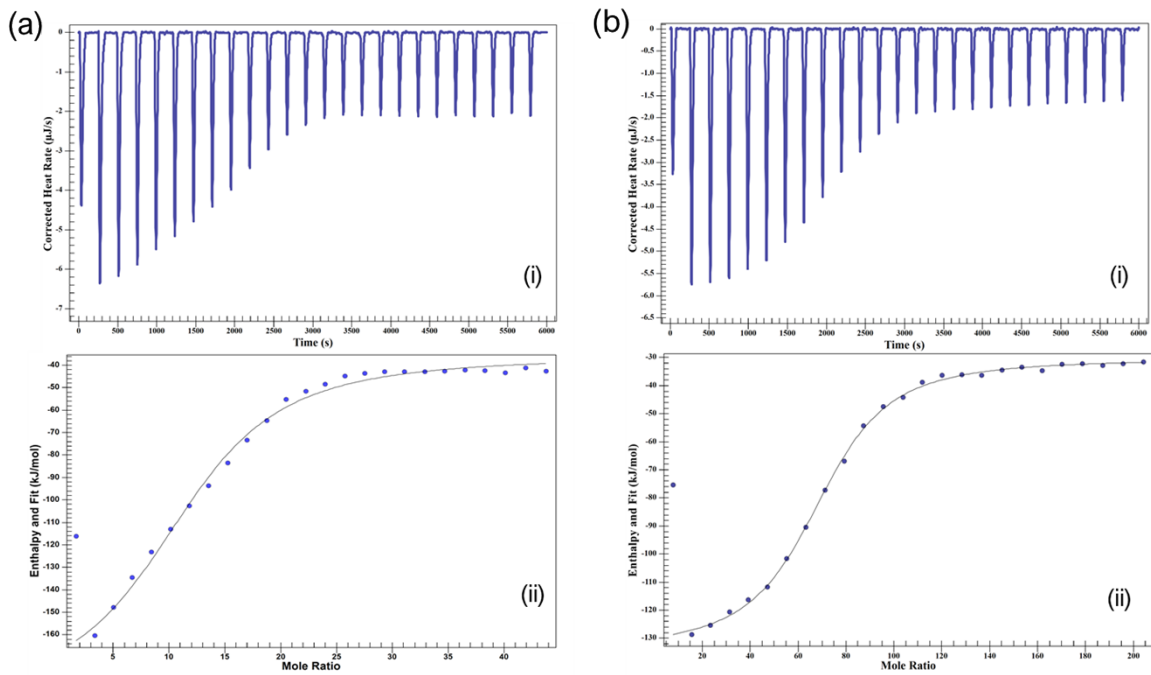 (a)
Corrected Heat Rate (µJ/s)
0
-1
-2
-3
-4
-5
-6
-7
(i)
0 500 1000 1500 2000 2500 3000 3500 4000 4500 5000 5500 6000
Time (s)
Enthalpy and Fit (kJ/mol)
-40
-50
-60
-70
-80
-90
-100
-110
-120
-130
-140
-150
-160
(ii)
5 10 15 20 25 30 35 40
Mole Ratio
(b)
Corrected Heat Rate (µJ/s)
0
-0.5
-1.0
-1.5
-2.0
-2.5
-3.0
-3.5
-4.0
-4.5
-5.0
-5.5
-6.0
-6.5
(i)
0 500 1000 1500 2000 2500 3000 3500 4000 4500 5000 5500 6000
Time (s)
Enthalpy and Fit (kJ/mol)
-30
-40
-50
-60
-70
-80
-90
-100
-110
-120
-130
(ii)
20 40 60 80 100 120 140 160 180 200
Mole Ratio